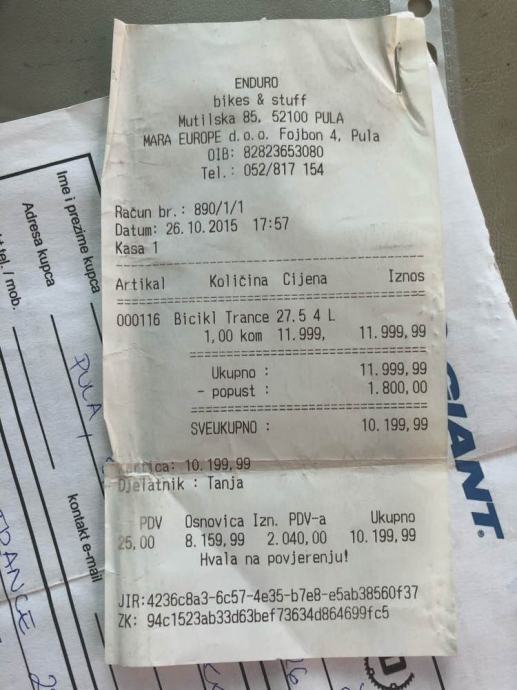 ENDURO
bikes & stuff
Mutilska 85, 52100 PULA
MARA EUROPE d.o.o. Fojbon 4, Pula
OIB: 82823653080
Tel.: 052/817 154
Račun br.: 890/1/1
Datum: 26.10.2015 17:57
Kasa 1
Artikal Količina Cijena Iznos
000116 Bicikl Trance 27.5 4 L
1,00 kom 11.999, 11.999,99
Ukupno : 11.999,99
- popust : 1.800,00
SVEUKUPNO : 10.199,99
Kartica: 10.199,99
Djelatnik : Tanja
PDV Osnovica Izn. PDV-a Ukupno
25,00 8.159,99 2.040,00 10.199,99
Hvala na povjerenju!
JIR:4236c8a3-6c57-4e35-b7e8-e5ab38560f37
ZK: 94c1523ab33d63bef73634d864699fc5
Ime i prezime kupca
Adresa kupca
tel. / mob.
PULA
kontakt e-mail
TRANCE 2
GIANT